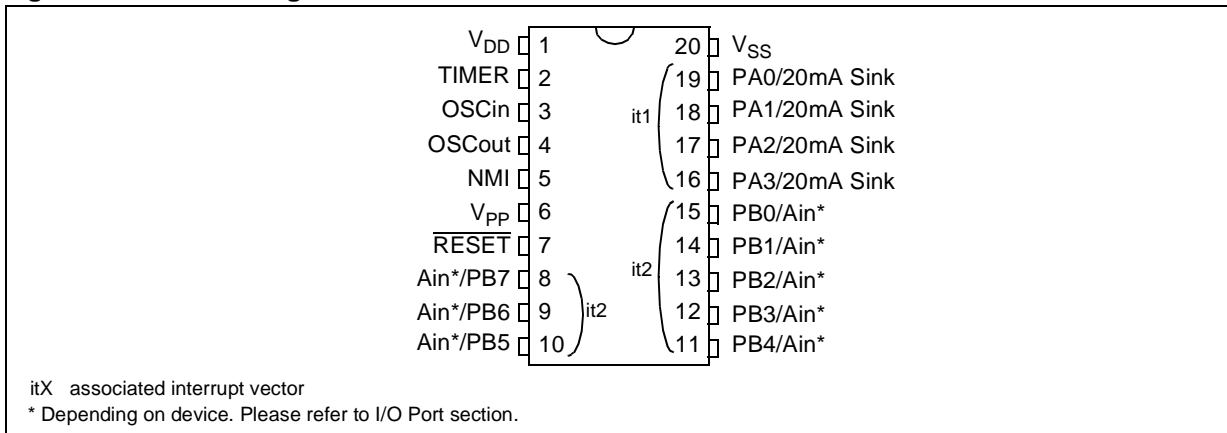 V_DD 1 20 V_SS
TIMER 2 19 PA0/20mA Sink
OSCin 3 it1 18 PA1/20mA Sink
OSCout 4 17 PA2/20mA Sink
NMI 5 16 PA3/20mA Sink
V_PP 6 15 PB0/Ain*
RESET 7 14 PB1/Ain*
Ain*/PB7 8 it2 13 PB2/Ain*
Ain*/PB6 9 it2 12 PB3/Ain*
Ain*/PB5 10 11 PB4/Ain*
itX associated interrupt vector
* Depending on device. Please refer to I/O Port section.